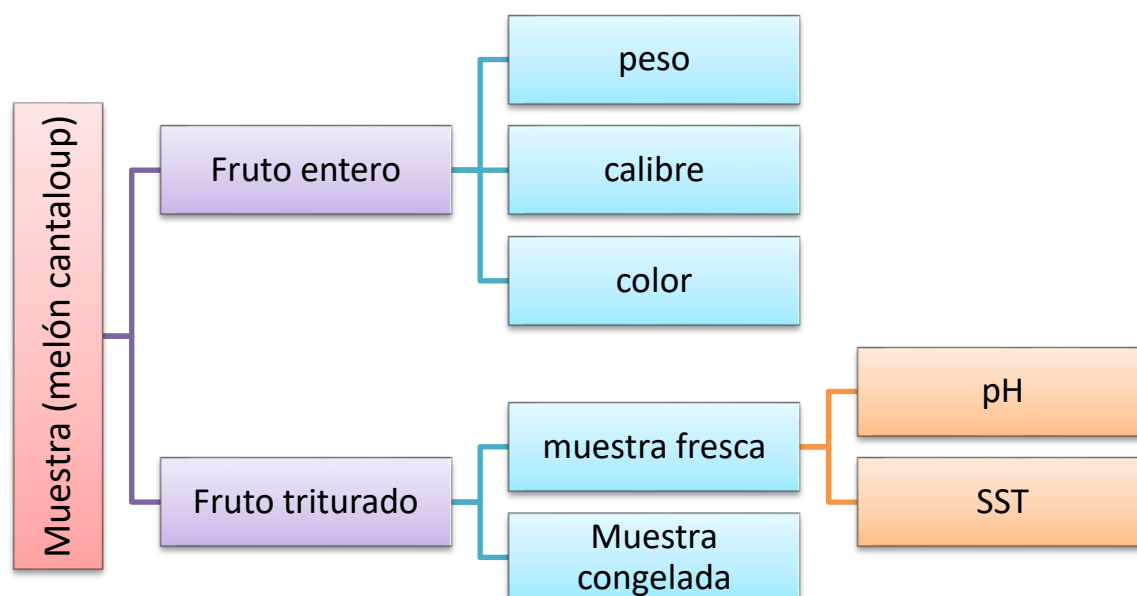 Muestra (melón cantaloup)
Fruto entero
peso
calibre
color
Fruto triturado
muestra fresca
pH
SST
Muestra
congelada